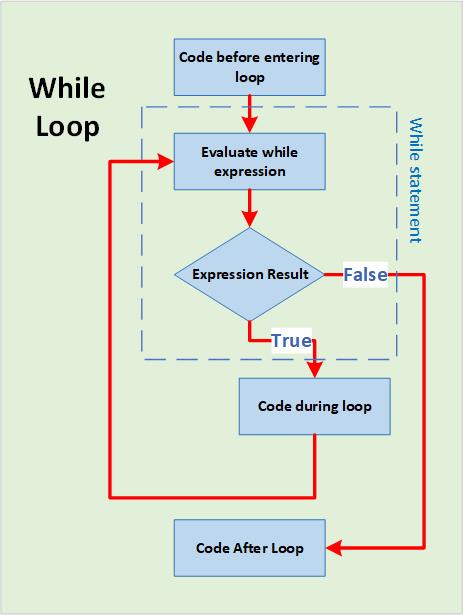 While
Loop
Code before entering
loop
While statement
Evaluate while
expression
Expression Result
False
True
Code during loop
Code After Loop